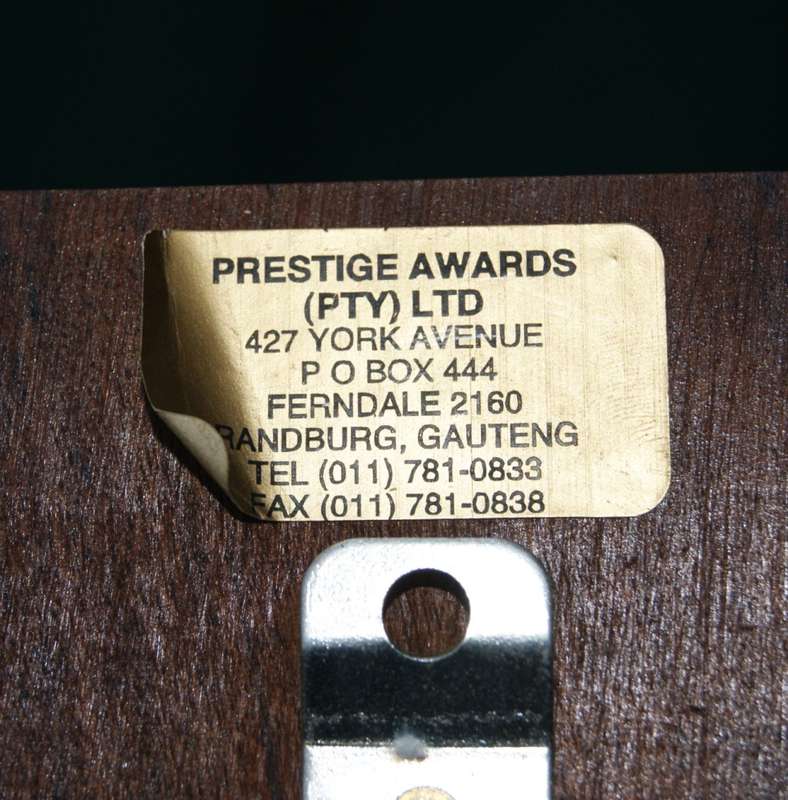 PRESTIGE AWARDS
(PTY) LTD
427 YORK AVENUE
P O BOX 444
FERNDALE 2160
RANDBURG, GAUTENG
TEL (011) 781-0833
FAX (011) 781-0838